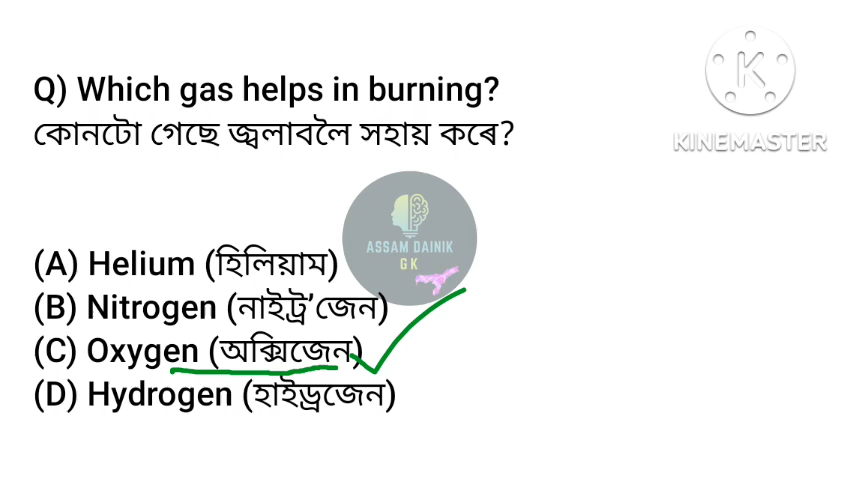 Q) Which gas helps in burning?
কোনটো গেছে জ্বলাবলৈ সহায় কৰে?
KINEMASTER
ASSAM DAINIK
GK
(A) Helium (হিলিয়াম)
(B) Nitrogen (নাইট্ৰ’জেন)
(C) Oxygen (অক্সিজেন)
(D) Hydrogen (হাইড্ৰজেন)